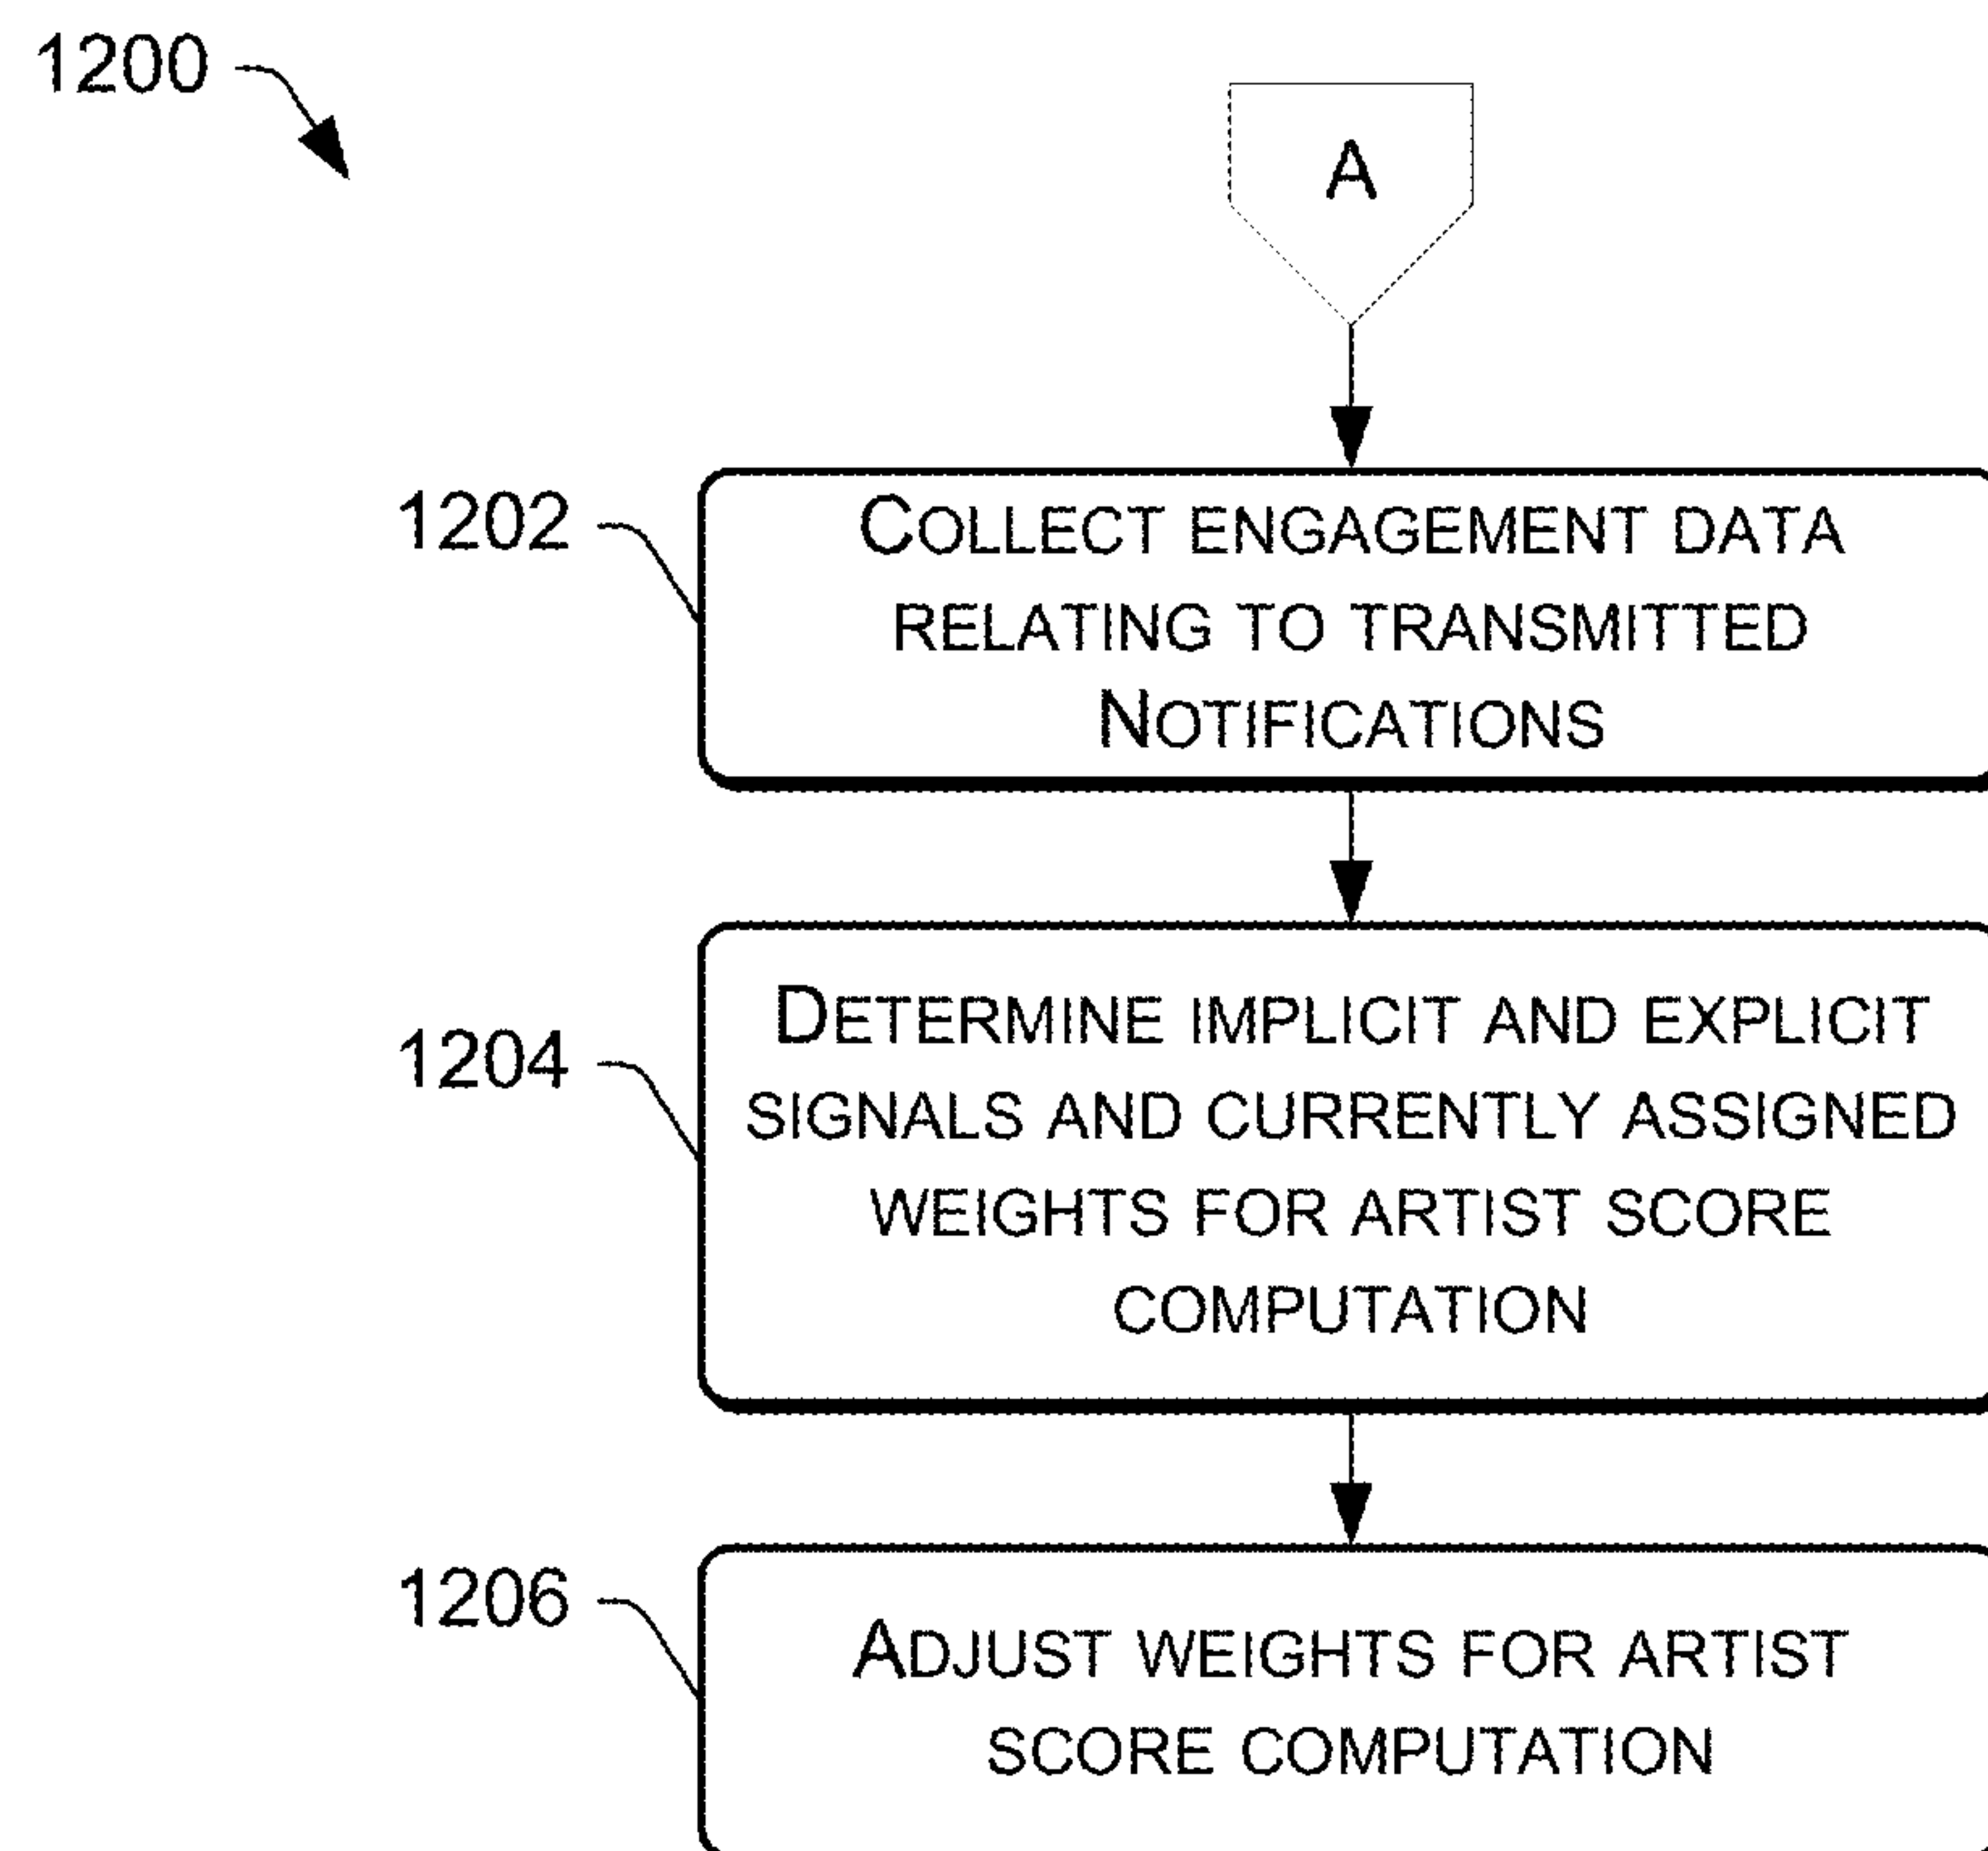 1200
A
1202
COLLECT ENGAGEMENT DATA
RELATING TO TRANSMITTED
NOTIFICATIONS
1204
DETERMINE IMPLICIT AND EXPLICIT
SIGNALS AND CURRENTLY ASSIGNED
WEIGHTS FOR ARTIST SCORE
COMPUTATION
1206
ADJUST WEIGHTS FOR ARTIST
SCORE COMPUTATION